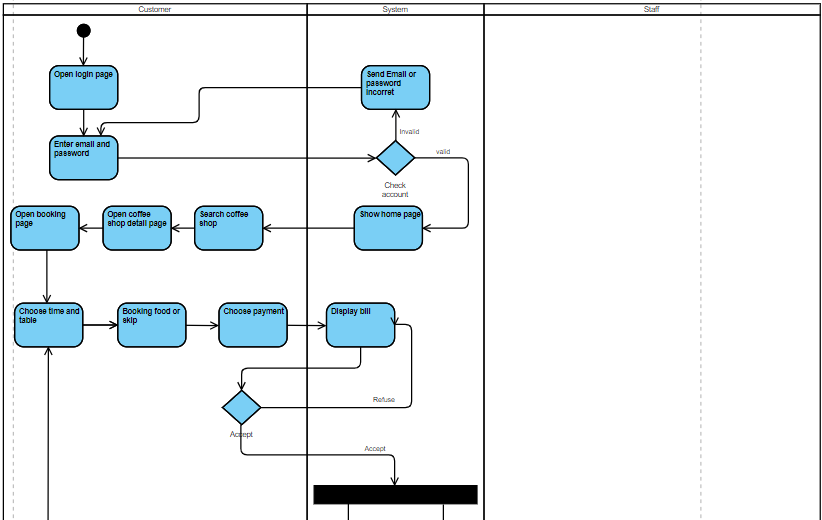 Customer
System
Staff
Open login page
Send Email or
password
incorret
Invalid
Enter email and
password
valid
Check
account
Open booking
page
Open coffee
shop detail page
Search coffee
shop
Show home page
Choose time and
table
Booking food or
skip
Choose payment
Display bill
Refuse
Accept
Accept